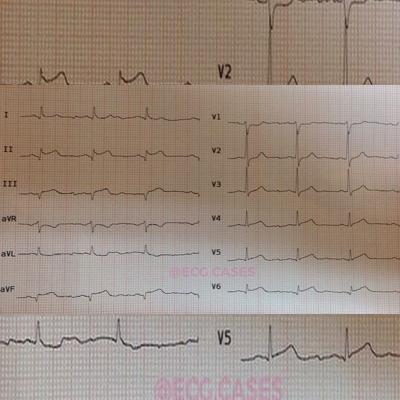 V2
I
V1
II
V2
III
V3
aVR
V4
aVL
V5
@ECG.CASES
aVF
V6
V5
@ECG.CASES